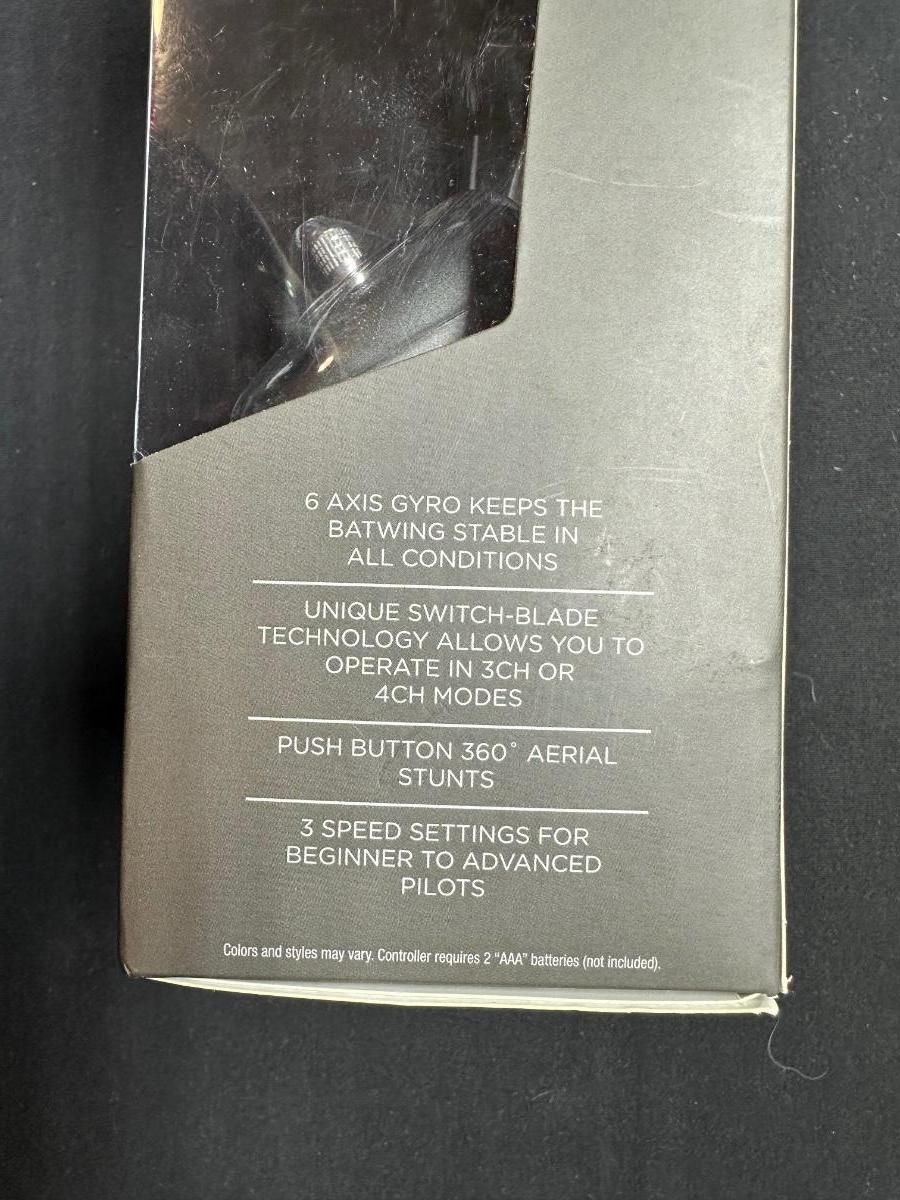 6 AXIS GYRO KEEPS THE
BATWING STABLE IN
ALL CONDITIONS
UNIQUE SWITCH-BLADE
TECHNOLOGY ALLOWS YOU TO
OPERATE IN 3CH OR
4CH MODES
PUSH BUTTON 360° AERIAL
STUNTS
3 SPEED SETTINGS FOR
BEGINNER TO ADVANCED
PILOTS
Colors and styles may vary. Controller requires 2 “AAA” batteries (not included).